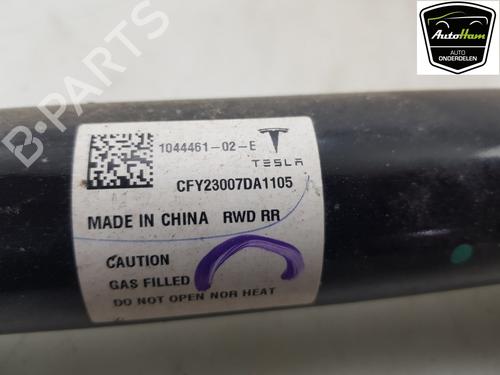 AutoHam
AUTO
ONDERDELEN
B-PARTS
1044461-02-E
TESLA
CFY23007DA1105
MADE IN CHINA RWD RR
CAUTION
GAS FILLED
DO NOT OPEN NOR HEAT